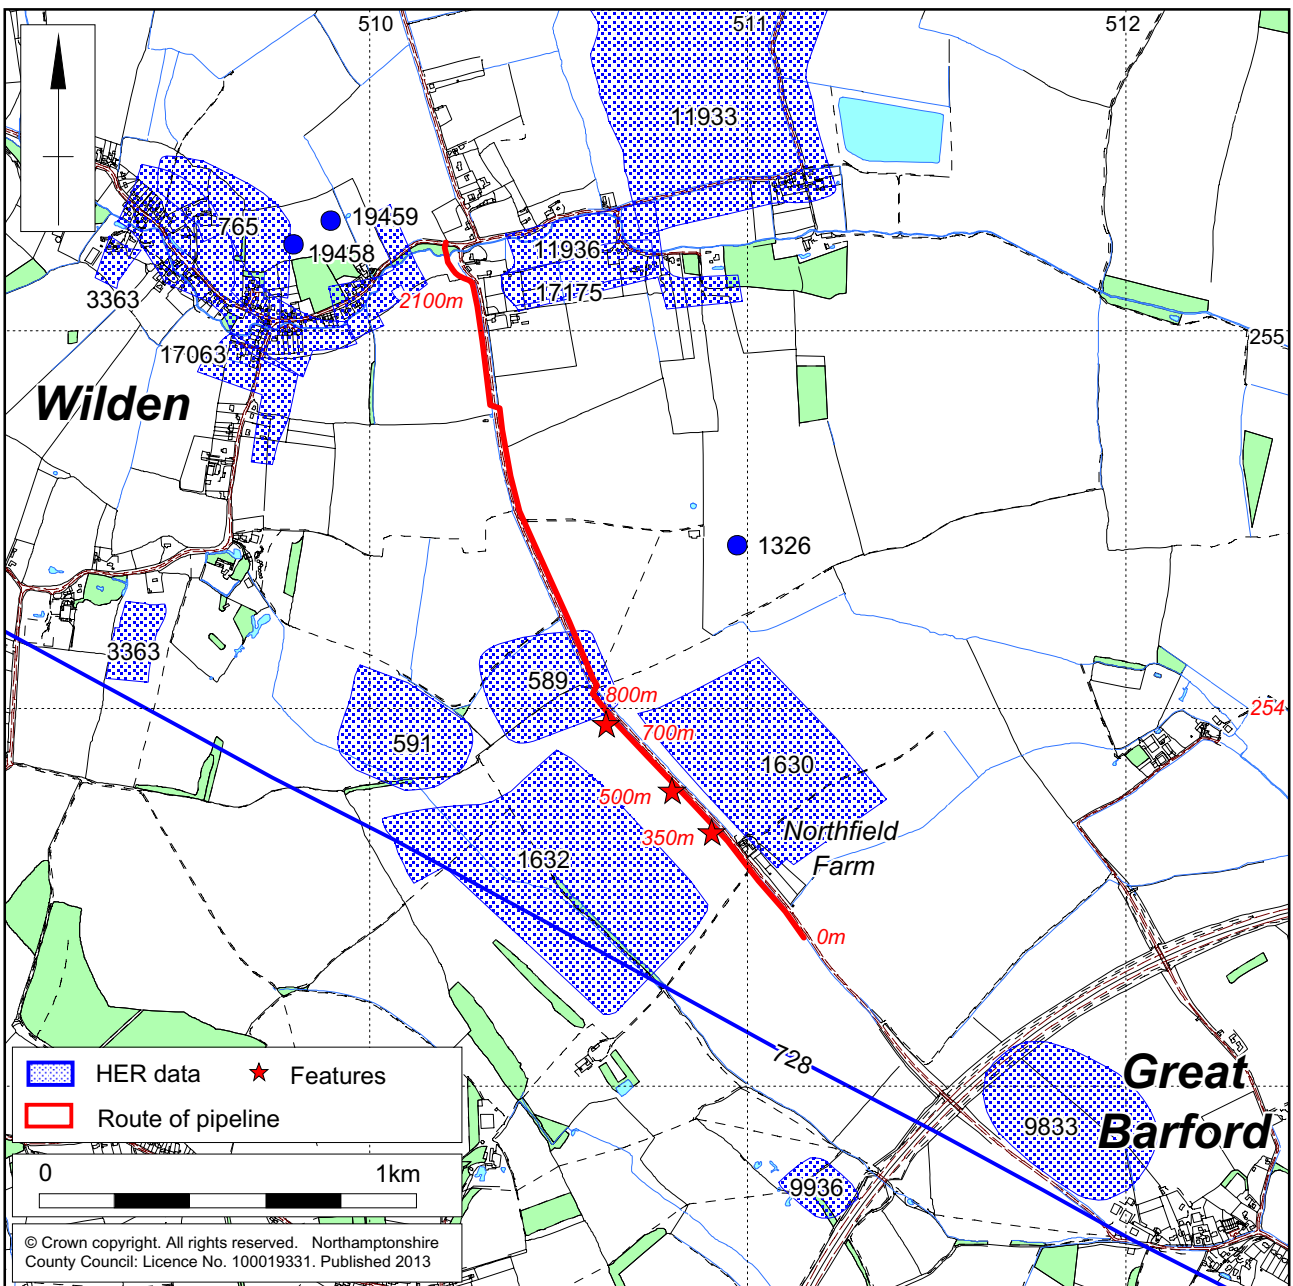 510
511
512
11933
19459
765
19458
11936
3363
2100m
17175
255
17063
Wilden
1326
3363
589
800m
254
591
700m
1630
500m
Northfield
Farm
350m
1632
0m
728
Great
Barford
9833
9936
HER data
Features
Route of pipeline
0
1km
© Crown copyright. All rights reserved. Northamptonshire
County Council: Licence No. 100019331. Published 2013